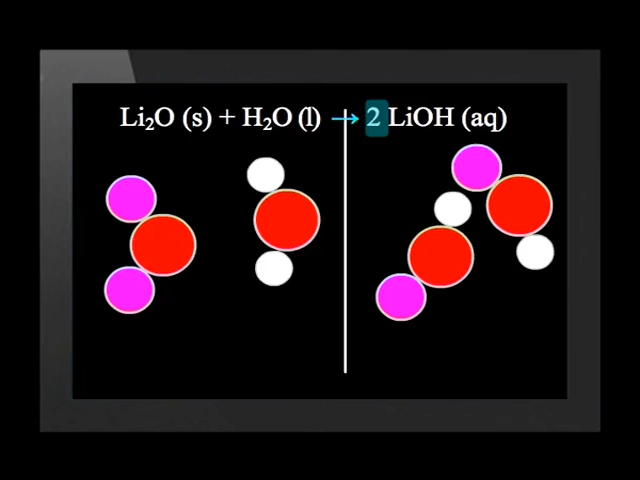 Li₂O (s) + H₂O (l) → 2 LiOH (aq)